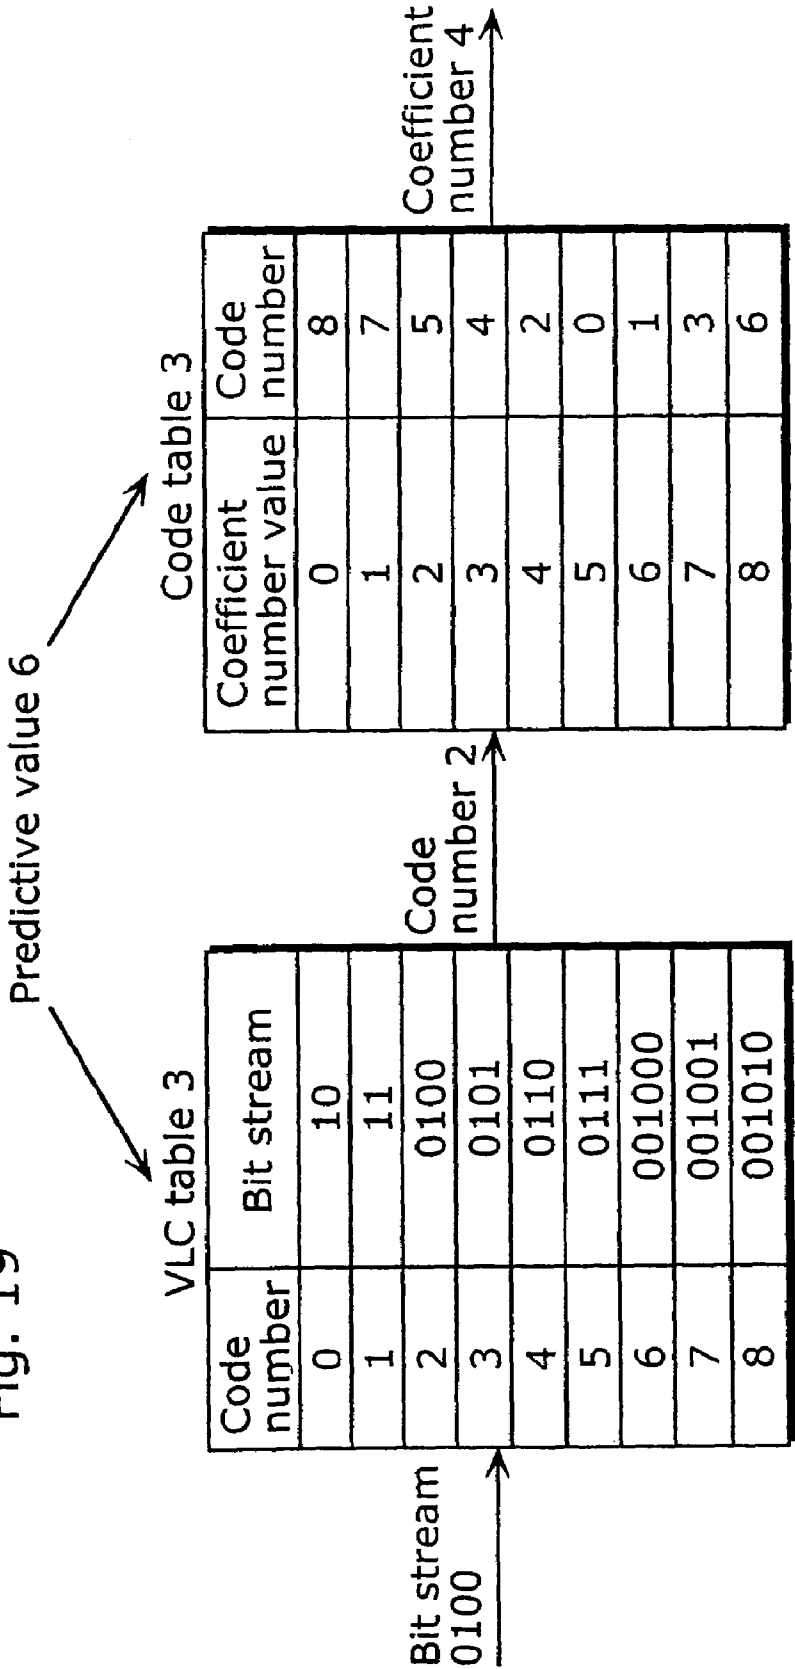 Fig. 19
Predictive value 6
VLC table 3
Code number | Bit stream
0 | 10
1 | 11
2 | 0100
3 | 0101
4 | 0110
5 | 0111
6 | 001000
7 | 001001
8 | 001010
Code table 3
Coefficient number value | Code number
0 | 8
1 | 7
2 | 5
3 | 4
4 | 2
5 | 0
6 | 1
7 | 3
8 | 6
Bit stream
0100
Code
number 2
Coefficient
number 4